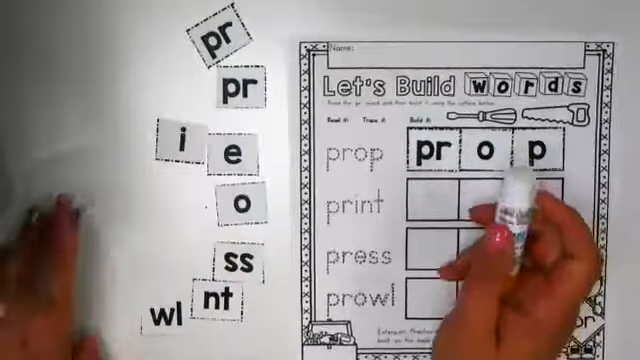 pr
pr
i
e
o
ss
nt
wl
Name:
Let's Build words
Read it! Trace it! Build it!
prop pr o p
print
press
prowl
or